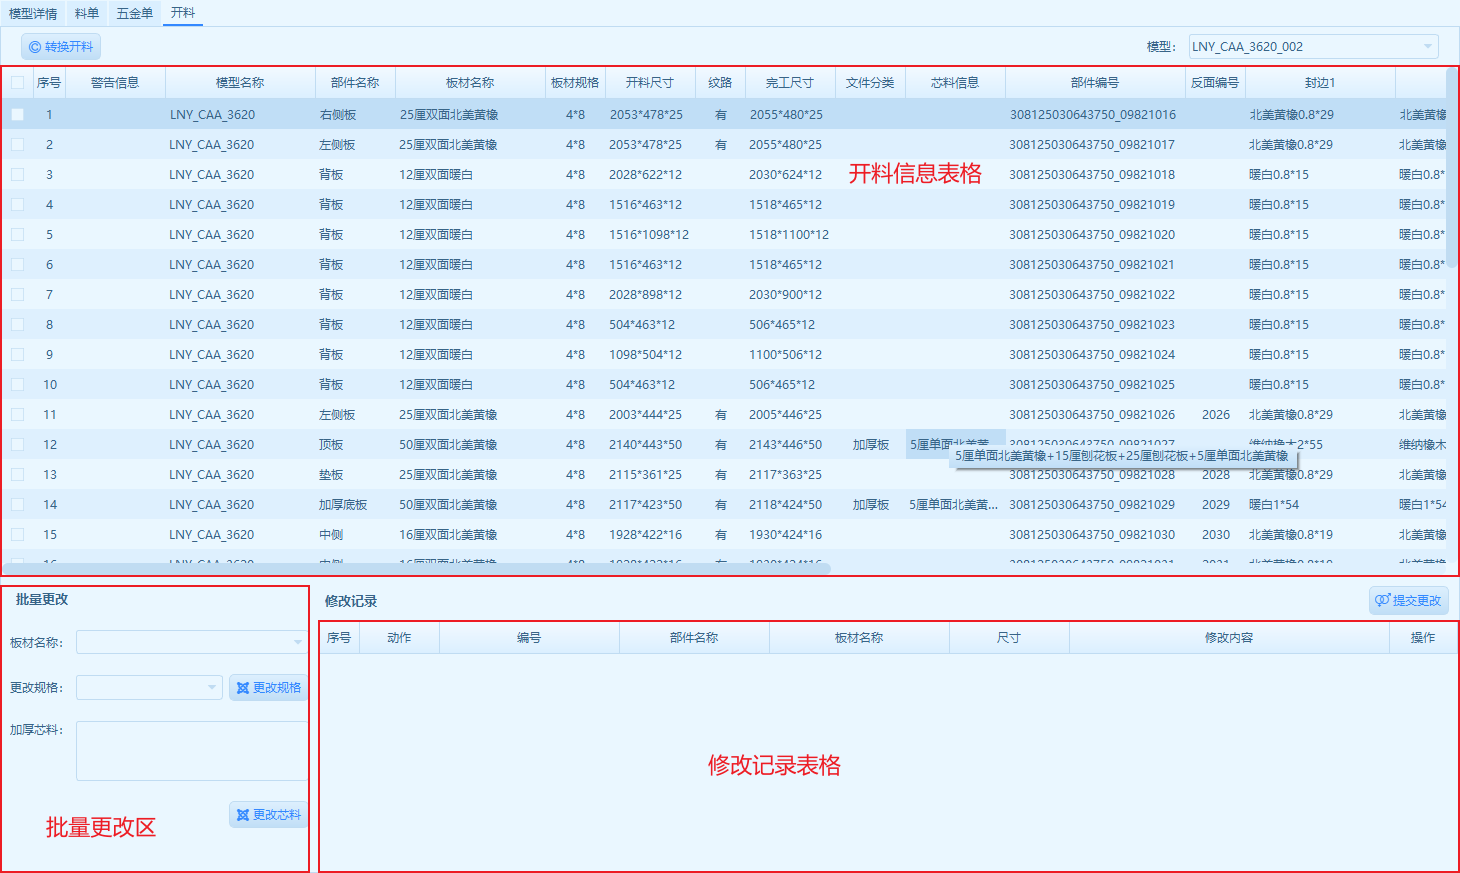 模型详情 料单 五金单 开料
转换开料 模型： LNY_CAA_3620_002
序号 警告信息 模型名称 部件名称 板材名称 板材规格 开料尺寸 纹路 完工尺寸 文件分类 芯料信息 部件编号 反面编号 封边1
1 LNY_CAA_3620 右侧板 25厘双面北美黄橡 4*8 2053*478*25 有 2055*480*25 308125030643750_09821016 北美黄橡0.8*29 北美黄橡
2 LNY_CAA_3620 左侧板 25厘双面北美黄橡 4*8 2053*478*25 有 2055*480*25 308125030643750_09821017 北美黄橡0.8*29 北美黄橡
3 LNY_CAA_3620 背板 12厘双面暖白 4*8 2028*622*12 2030*624*12 308125030643750_09821018 暖白0.8*15 暖白0.8*
开料信息表格
4 LNY_CAA_3620 背板 12厘双面暖白 4*8 1516*463*12 1518*465*12 308125030643750_09821019 暖白0.8*15 暖白0.8*
5 LNY_CAA_3620 背板 12厘双面暖白 4*8 1516*1098*12 1518*1100*12 308125030643750_09821020 暖白0.8*15 暖白0.8*
6 LNY_CAA_3620 背板 12厘双面暖白 4*8 1516*463*12 1518*465*12 308125030643750_09821021 暖白0.8*15 暖白0.8*
7 LNY_CAA_3620 背板 12厘双面暖白 4*8 2028*898*12 2030*900*12 308125030643750_09821022 暖白0.8*15 暖白0.8*
8 LNY_CAA_3620 背板 12厘双面暖白 4*8 504*463*12 506*465*12 308125030643750_09821023 暖白0.8*15 暖白0.8*
9 LNY_CAA_3620 背板 12厘双面暖白 4*8 1098*504*12 1100*506*12 308125030643750_09821024 暖白0.8*15 暖白0.8*
10 LNY_CAA_3620 背板 12厘双面暖白 4*8 504*463*12 506*465*12 308125030643750_09821025 暖白0.8*15 暖白0.8*
11 LNY_CAA_3620 左侧板 25厘双面北美黄橡 4*8 2003*444*25 有 2005*446*25 308125030643750_09821026 2026 北美黄橡0.8*29 北美黄橡
12 LNY_CAA_3620 顶板 50厘双面北美黄橡 4*8 2140*443*50 有 2143*446*50 加厚板 5厘单面北美黄... 308125030643750_09821027 维纳橡木2*55 维纳橡木
5厘单面北美黄橡+15厘刨花板+25厘刨花板+5厘单面北美黄橡
13 LNY_CAA_3620 垫板 25厘双面北美黄橡 4*8 2115*361*25 有 2117*363*25 308125030643750_09821028 2028 北美黄橡0.8*29 北美黄橡
14 LNY_CAA_3620 加厚底板 50厘双面北美黄橡 4*8 2117*423*50 有 2118*424*50 加厚板 5厘单面北美黄... 308125030643750_09821029 2029 暖白1*54 暖白1*54
15 LNY_CAA_3620 中侧 16厘双面北美黄橡 4*8 1928*422*16 有 1930*424*16 308125030643750_09821030 2030 北美黄橡0.8*19 北美黄橡
批量更改
修改记录 提交更改
板材名称：
更改规格： 更改规格
加厚芯料：
更改芯料
批量更改区
序号 动作 编号 部件名称 板材名称 尺寸 修改内容 操作
修改记录表格